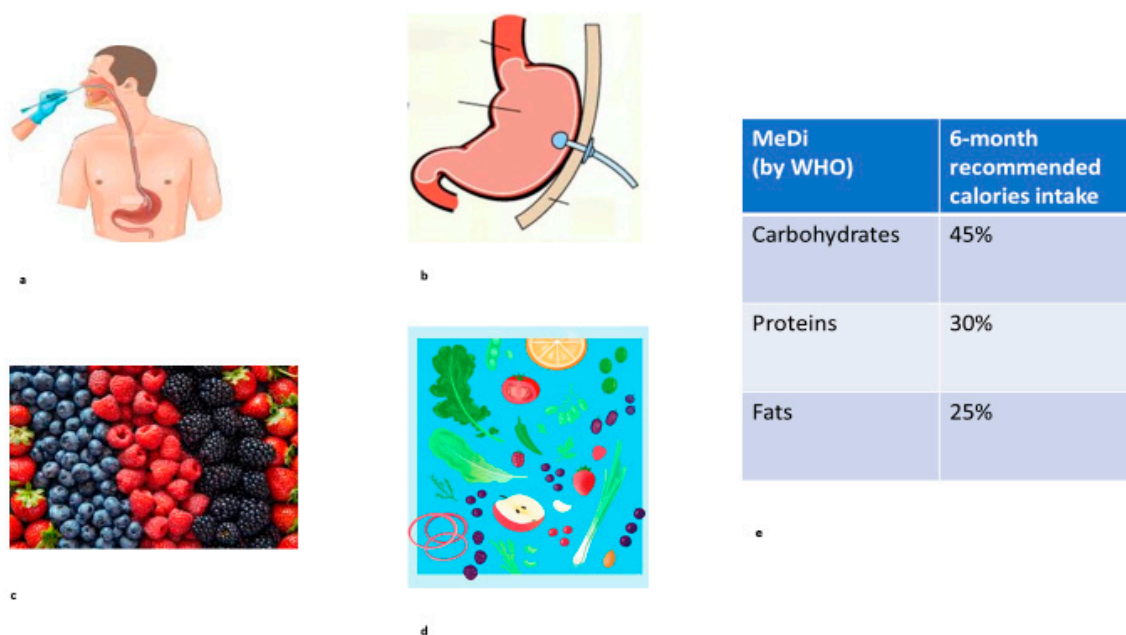 a
b
MeDi
(by WHO)
6-month
recommended
calories intake
Carbohydrates
45%
Proteins
30%
Fats
25%
c
d
e